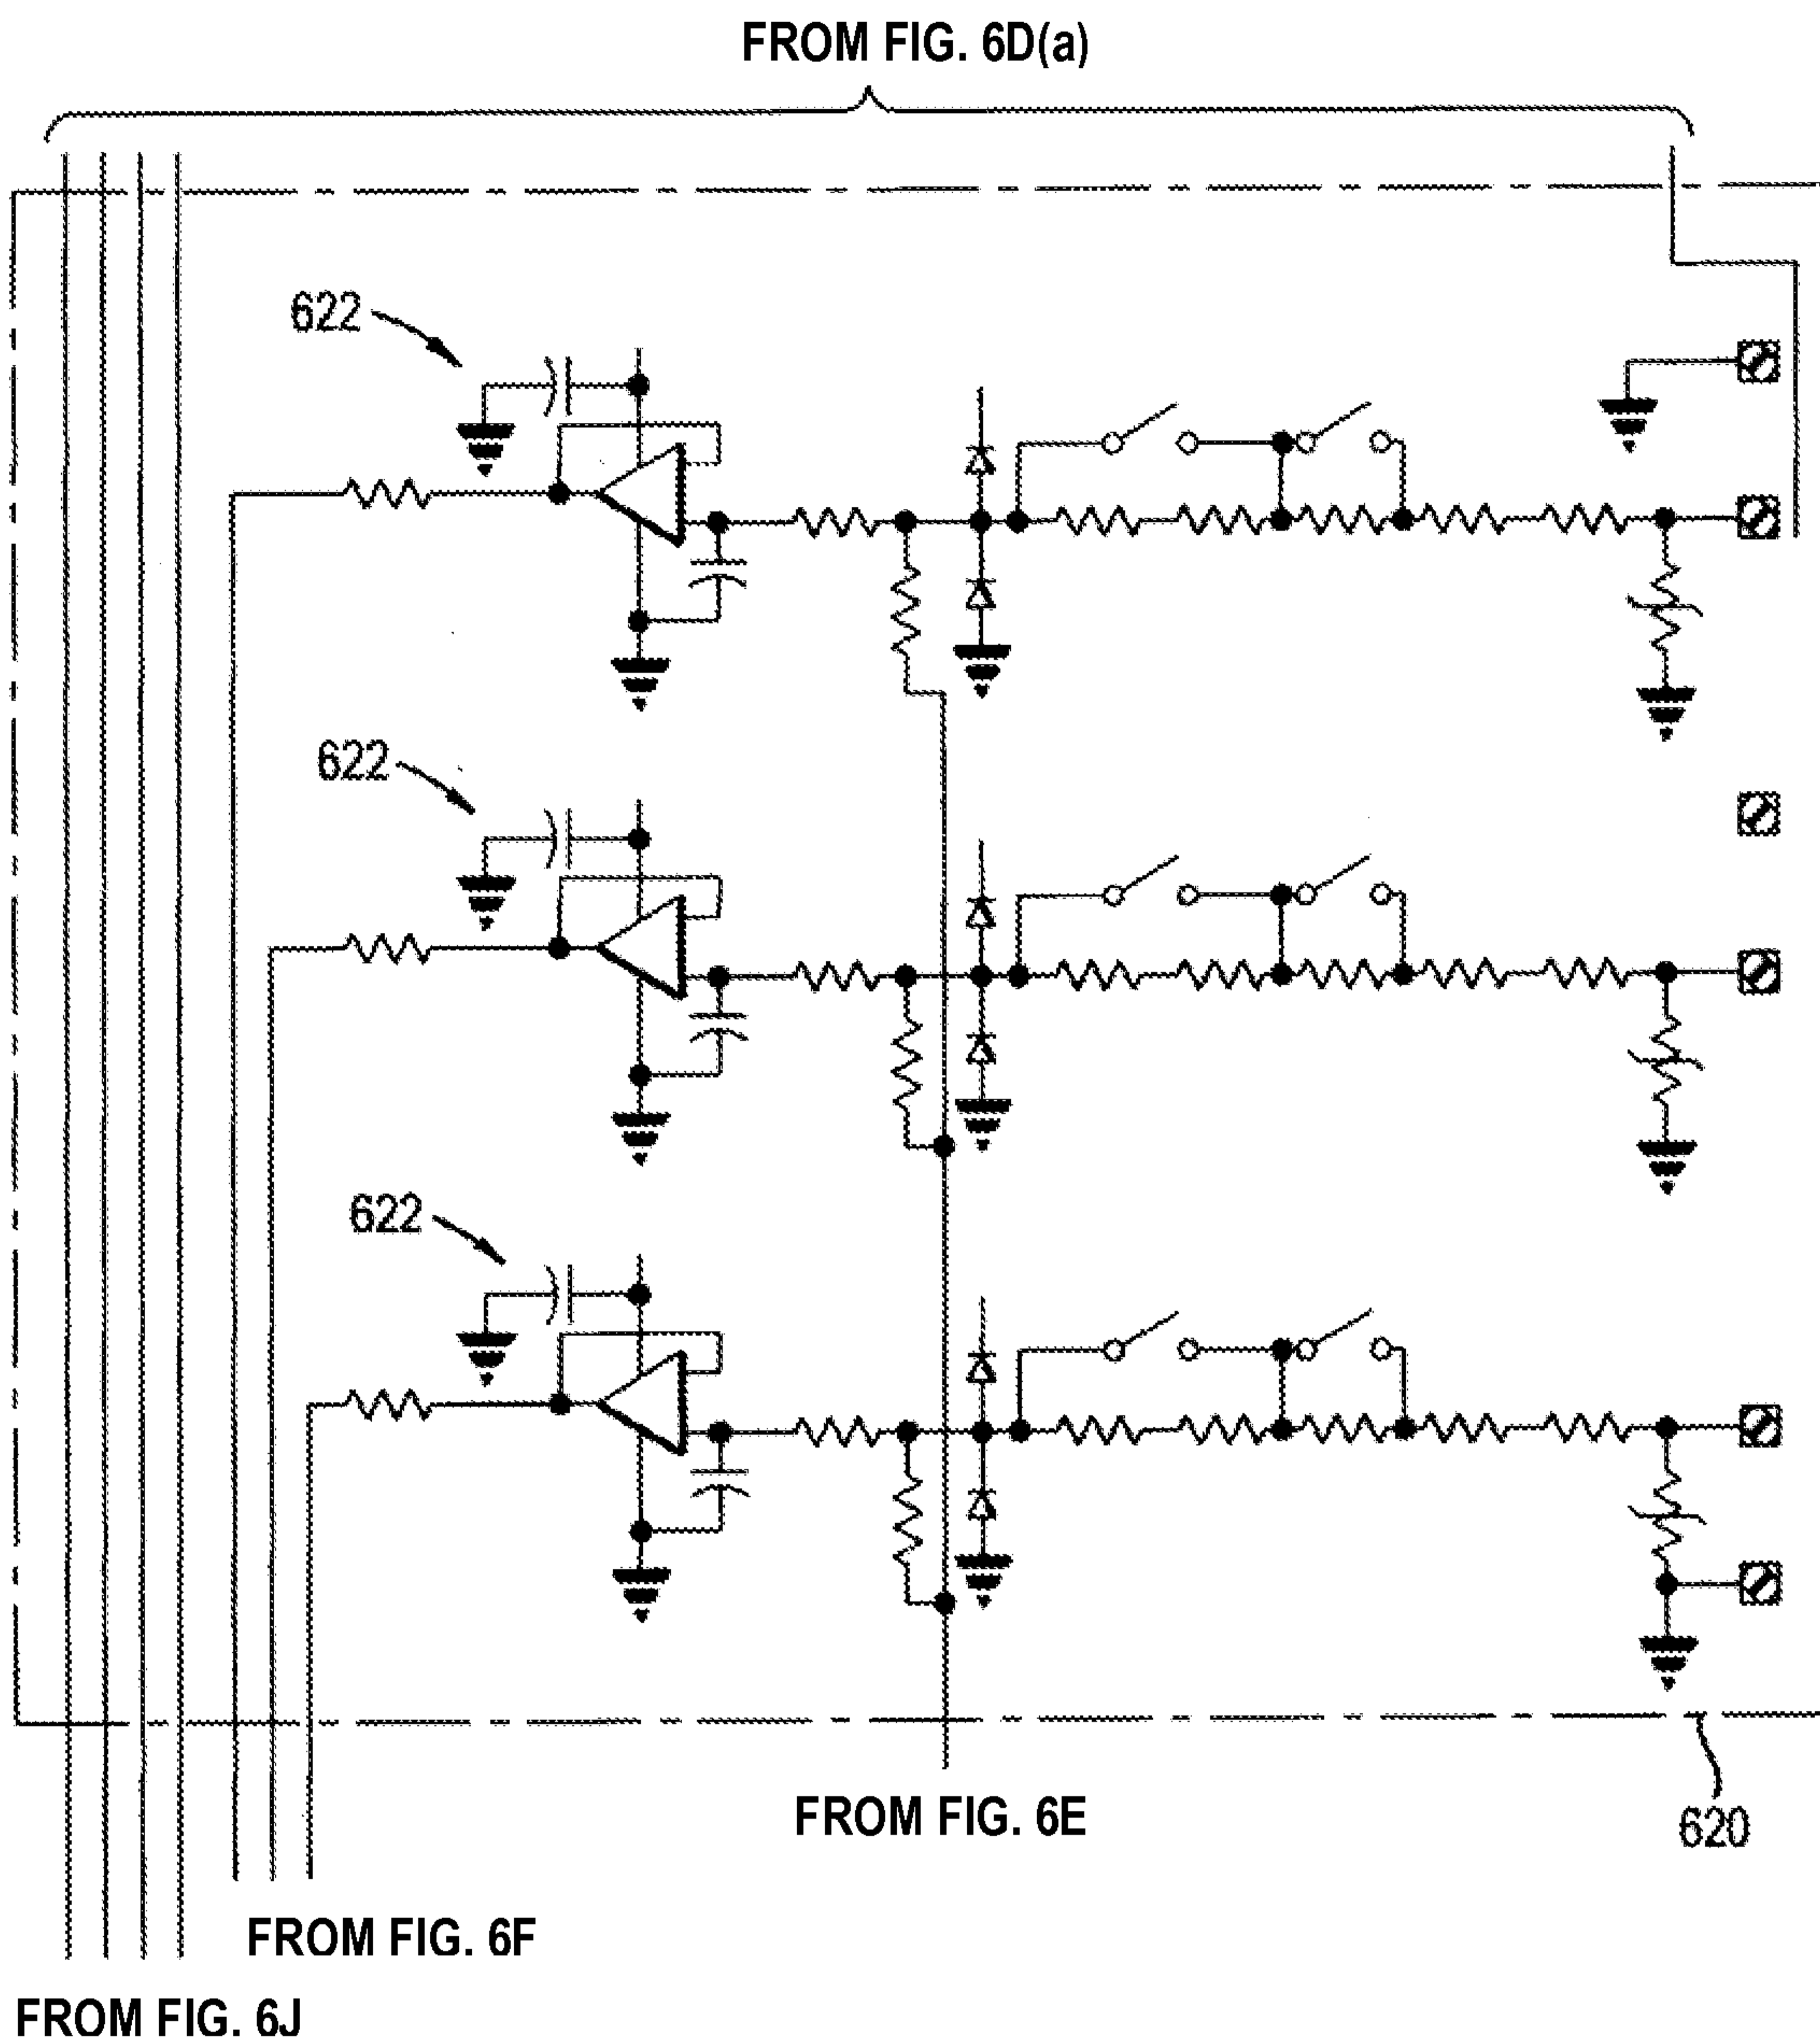 FROM FIG. 6D(a)
622
622
622
FROM FIG. 6E
620
FROM FIG. 6F
FROM FIG. 6J